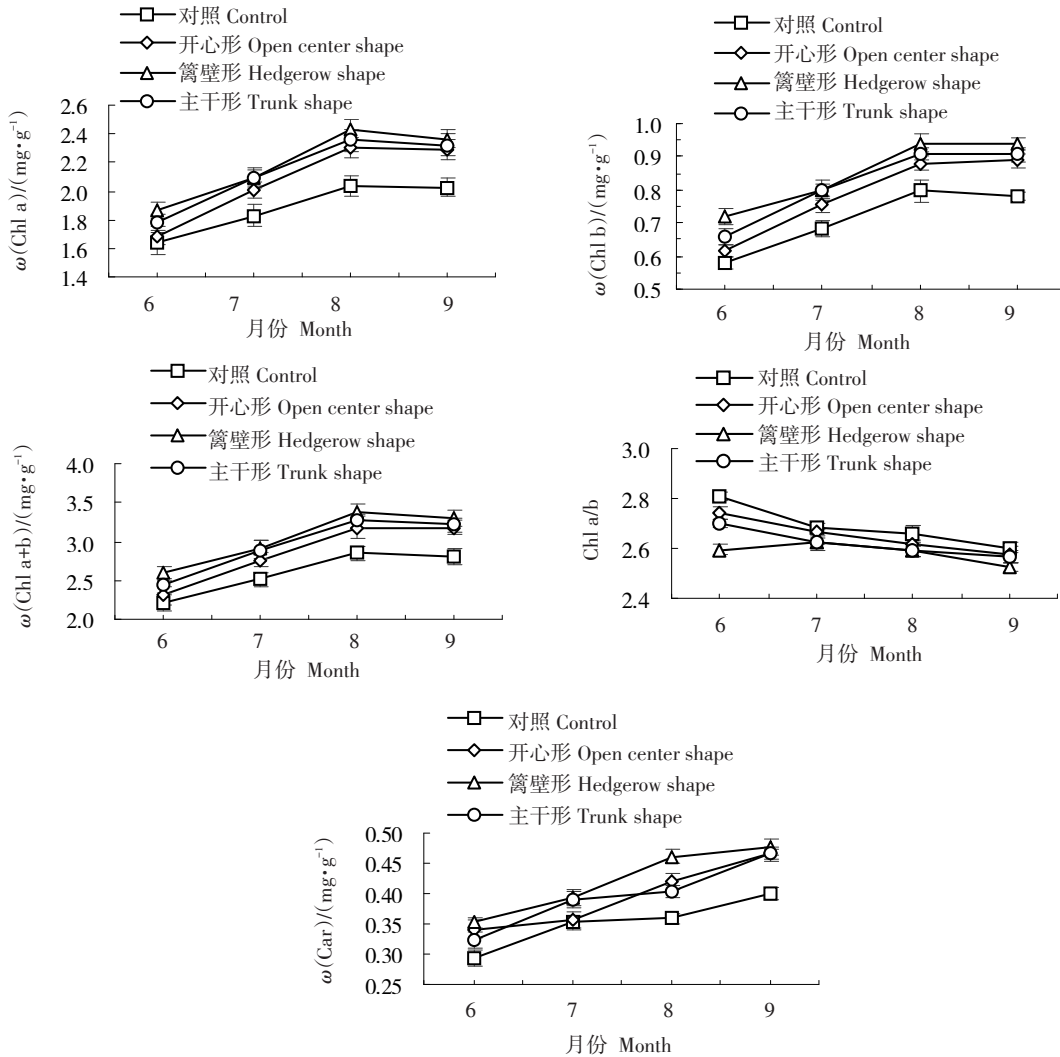 对照 Control
开心形 Open center shape
篱壁形 Hedgerow shape
主干形 Trunk shape
ω(Chl a)/(mg·g⁻¹)
2.6
2.4
2.2
2.0
1.8
1.6
1.4
6 7 8 9
月份 Month
对照 Control
开心形 Open center shape
篱壁形 Hedgerow shape
主干形 Trunk shape
ω(Chl b)/(mg·g⁻¹)
1.0
0.9
0.8
0.7
0.6
0.5
6 7 8 9
月份 Month
对照 Control
开心形 Open center shape
篱壁形 Hedgerow shape
主干形 Trunk shape
ω(Chl a+b)/(mg·g⁻¹)
4.0
3.5
3.0
2.5
2.0
6 7 8 9
月份 Month
对照 Control
开心形 Open center shape
篱壁形 Hedgerow shape
主干形 Trunk shape
Chl a/b
3.0
2.8
2.6
2.4
6 7 8 9
月份 Month
对照 Control
开心形 Open center shape
篱壁形 Hedgerow shape
主干形 Trunk shape
ω(Car)/(mg·g⁻¹)
0.50
0.45
0.40
0.35
0.30
0.25
6 7 8 9
月份 Month